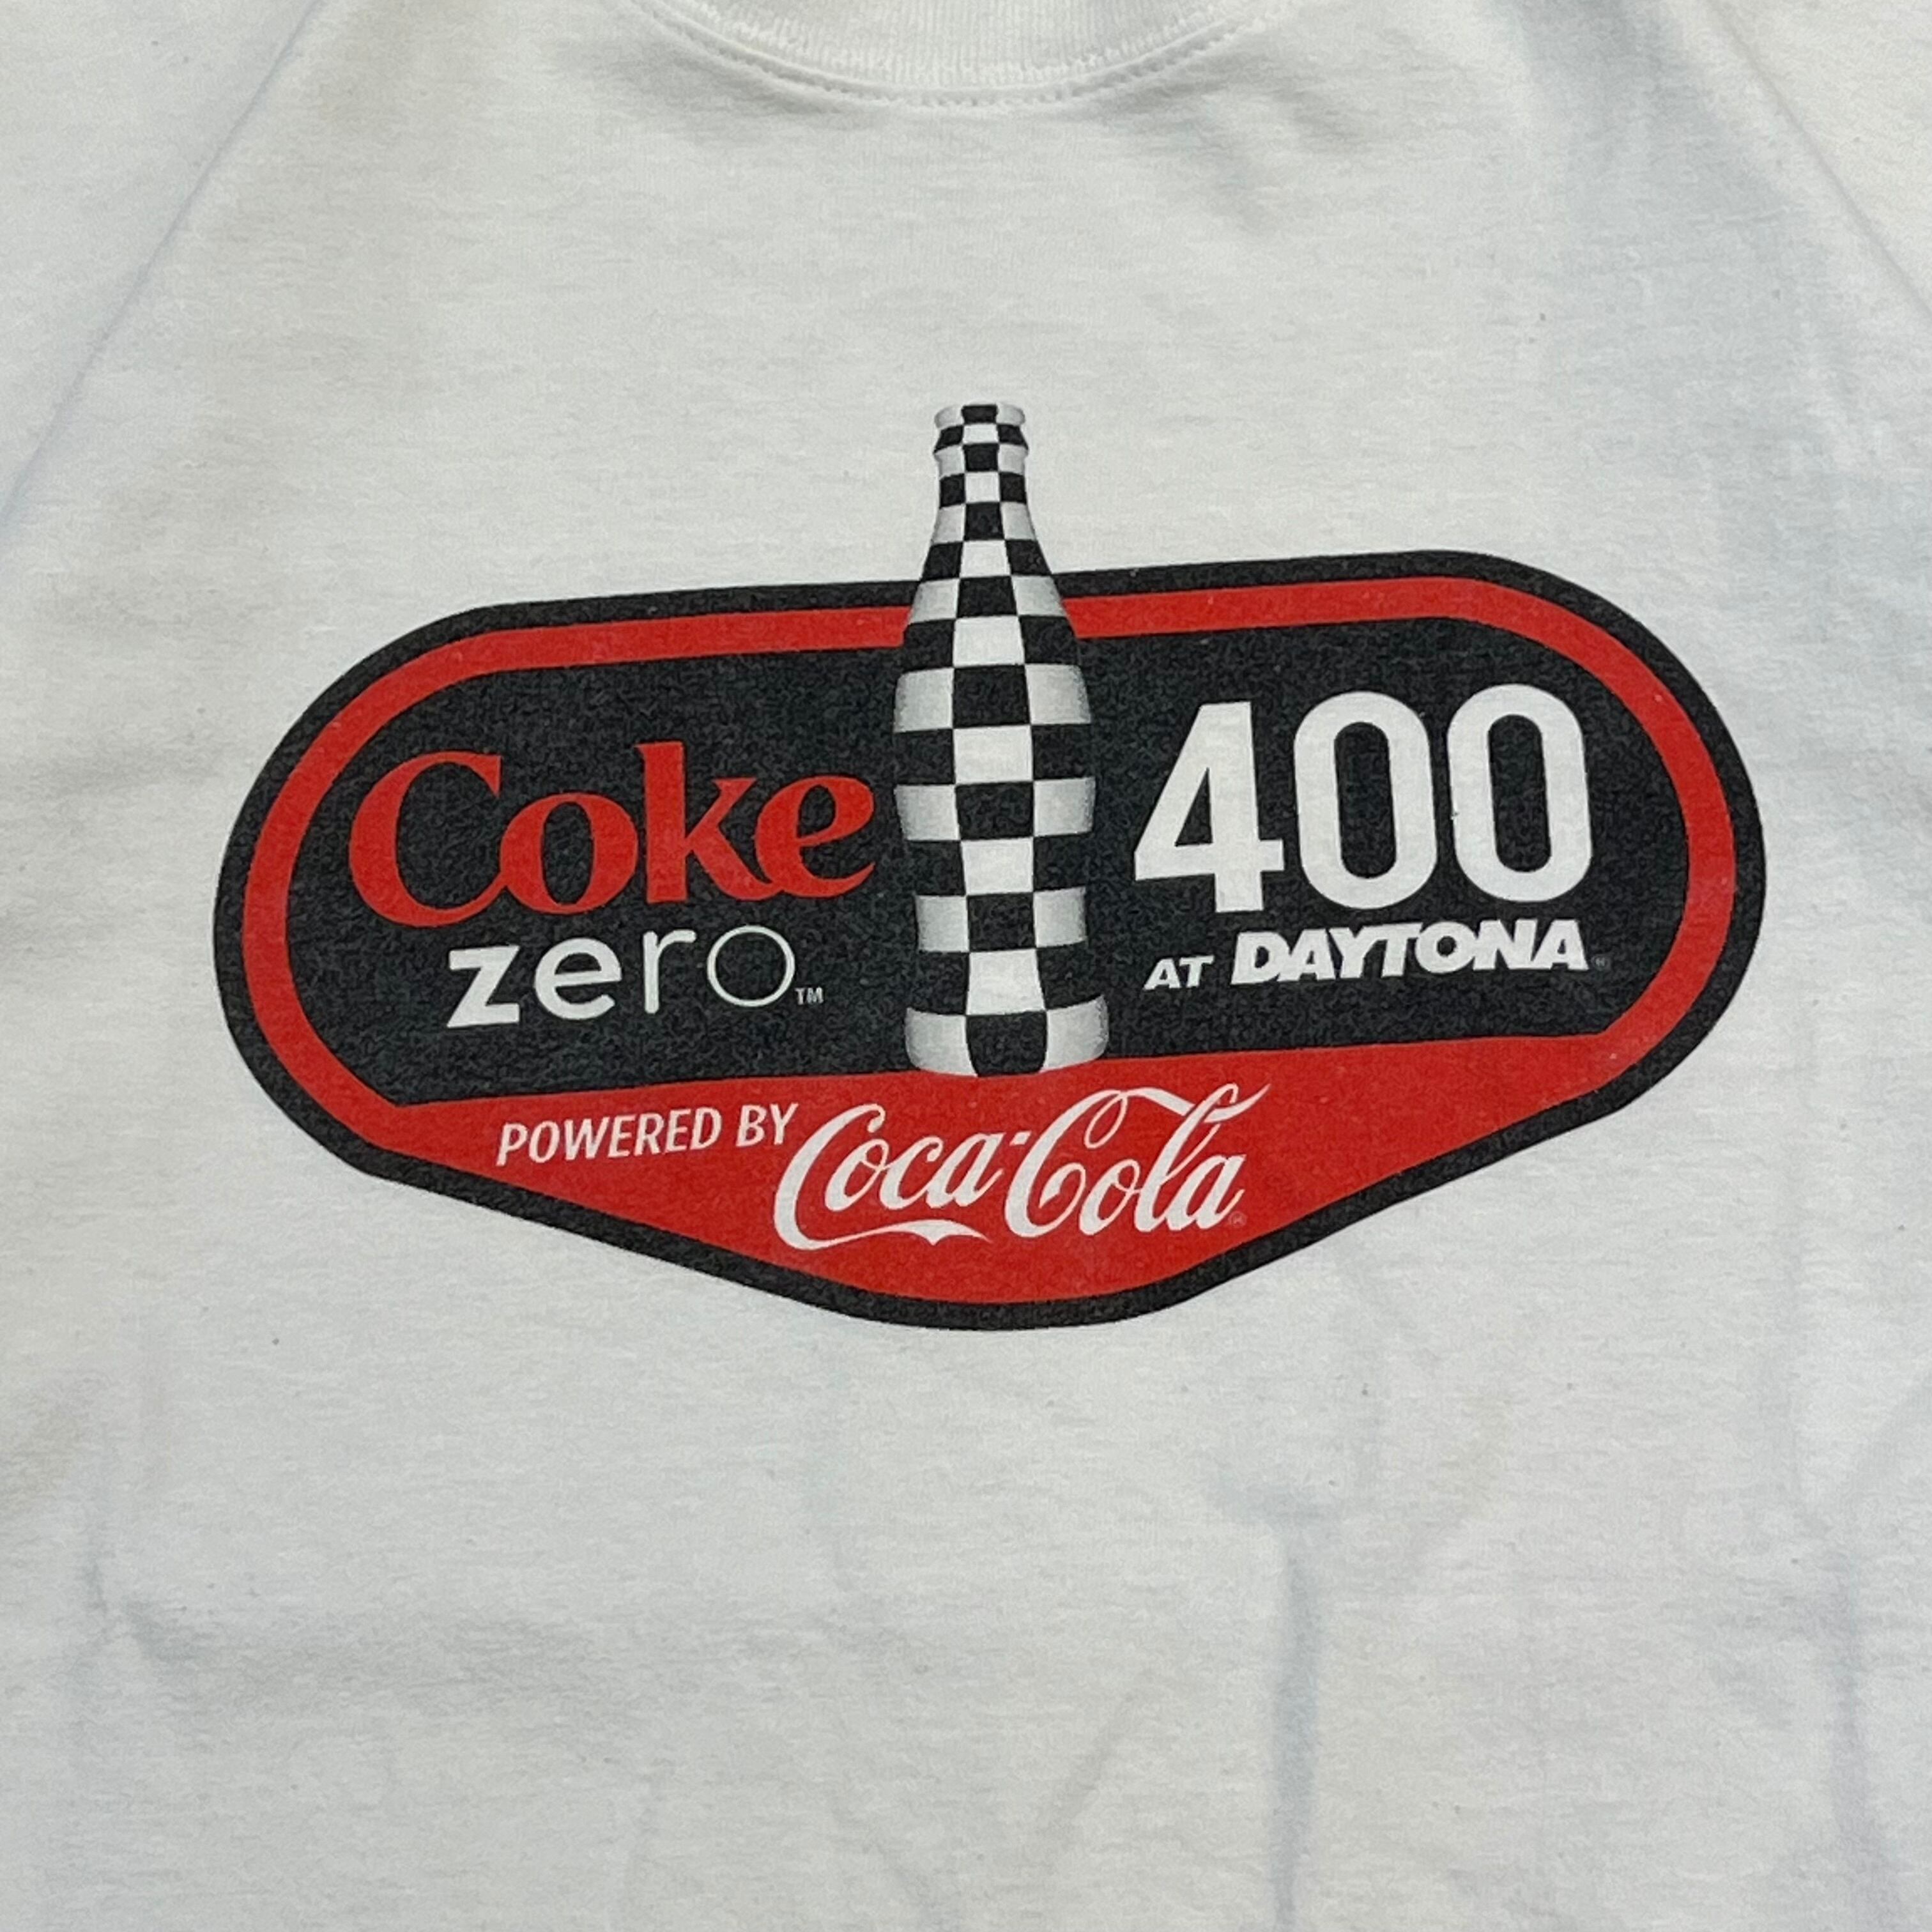 Coke
zero™
400
AT DAYTONA®
POWERED BY Coca-Cola®